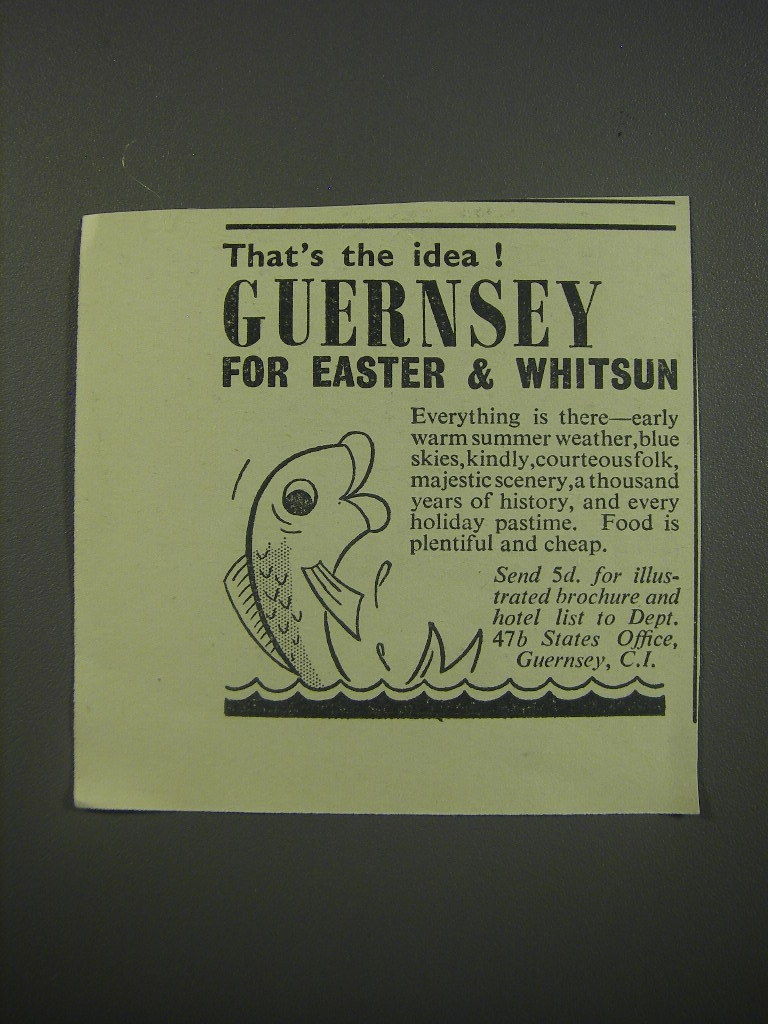 That's the idea !
GUERNSEY
FOR EASTER & WHITSUN
Everything is there—early
warm summer weather, blue
skies, kindly, courteous folk,
majestic scenery, a thousand
years of history, and every
holiday pastime. Food is
plentiful and cheap.
Send 5d. for illus-
trated brochure and
hotel list to Dept.
47b States Office,
Guernsey, C.I.